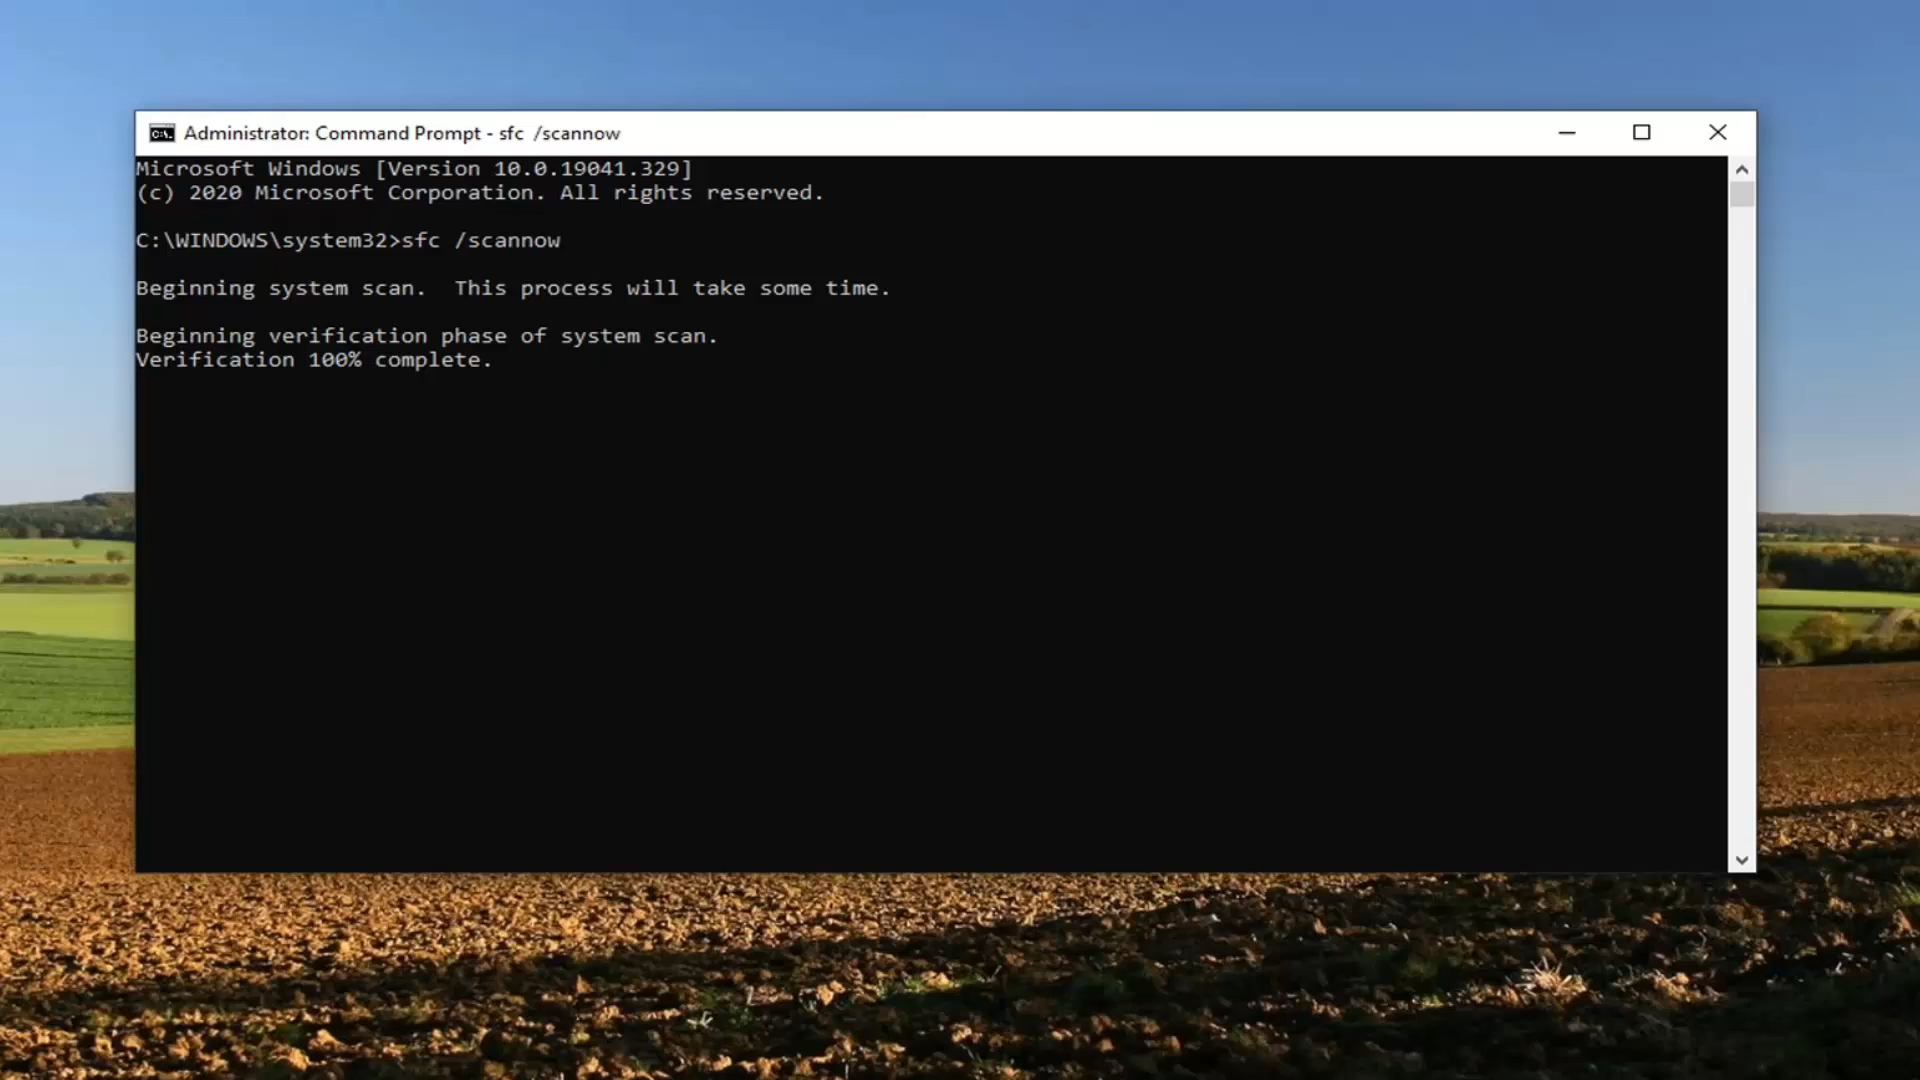 Administrator: Command Prompt - sfc  /scannow
Microsoft Windows [Version 10.0.19041.329]
(c) 2020 Microsoft Corporation. All rights reserved.
C:\WINDOWS\system32>sfc /scannow
Beginning system scan.  This process will take some time.
Beginning verification phase of system scan.
Verification 100% complete.